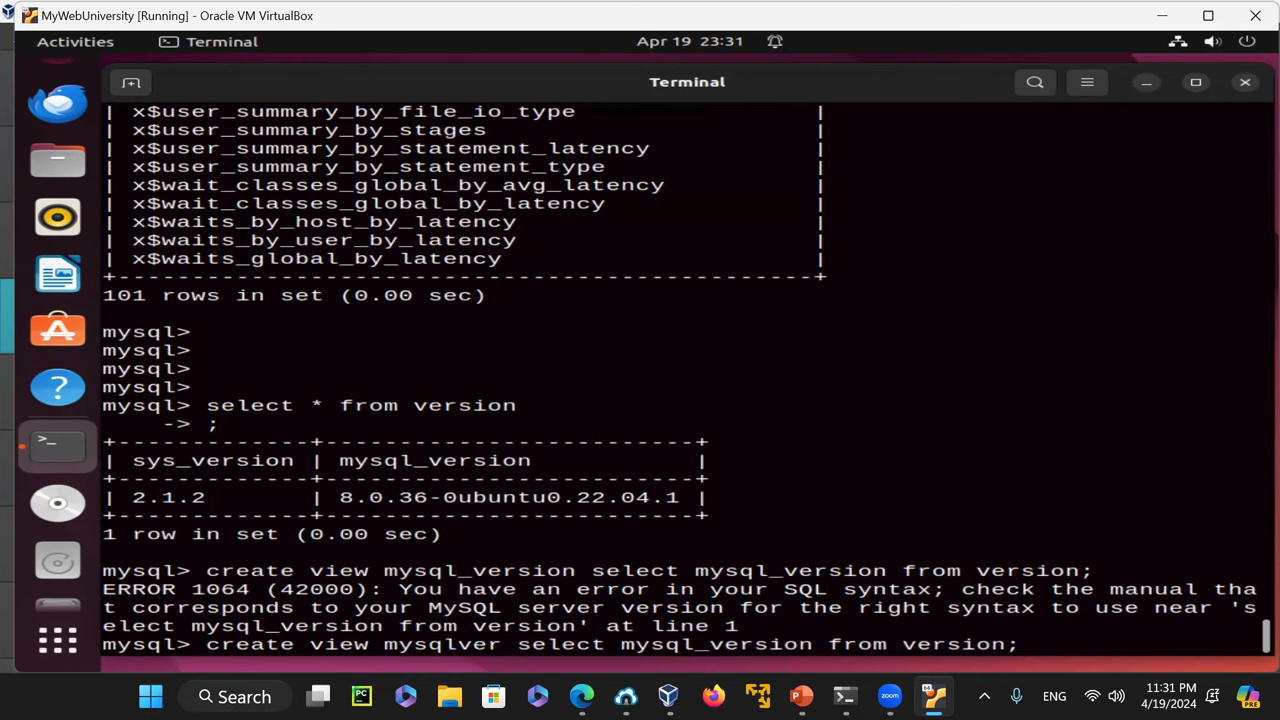 MyWebUniversity [Running] - Oracle VM VirtualBox
Activities Terminal Apr 19 23:31
Terminal
| x$user_summary_by_file_io_type |
| x$user_summary_by_stages |
| x$user_summary_by_statement_latency |
| x$user_summary_by_statement_type |
| x$wait_classes_global_by_avg_latency |
| x$wait_classes_global_by_latency |
| x$waits_by_host_by_latency |
| x$waits_by_user_by_latency |
| x$waits_global_by_latency |
+-----------------------------------------------+
101 rows in set (0.00 sec)
mysql>
mysql>
mysql>
mysql>
mysql> select * from version
-> ;
+-------------+-------------------------+
| sys_version | mysql_version |
+-------------+-------------------------+
| 2.1.2 | 8.0.36-0ubuntu0.22.04.1 |
+-------------+-------------------------+
1 row in set (0.00 sec)
mysql> create view mysql_version select mysql_version from version;
ERROR 1064 (42000): You have an error in your SQL syntax; check the manual tha
t corresponds to your MySQL server version for the right syntax to use near 's
elect mysql_version from version' at line 1
mysql> create view mysqlver select mysql_version from version;
Search
ENG
11:31 PM
4/19/2024
PC
zoom
PRE